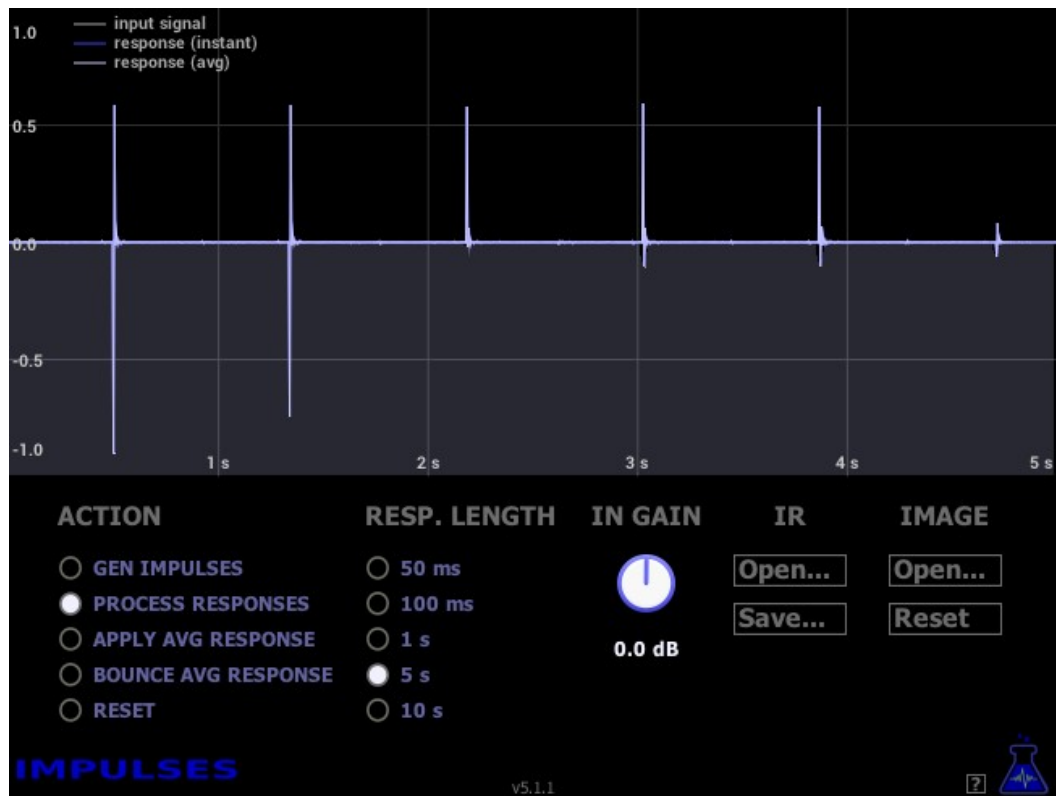 1.0
input signal
response (instant)
response (avg)
0.5
0.0
-0.5
-1.0
1 s
2 s
3 s
4 s
5 s
ACTION
GEN IMPULSES
PROCESS RESPONSES
APPLY AVG RESPONSE
BOUNCE AVG RESPONSE
RESET
RESP. LENGTH
50 ms
100 ms
1 s
5 s
10 s
IN GAIN
0.0 dB
IR
Open...
Save...
IMAGE
Open...
Reset
IMPULSES
v5.1.1
?